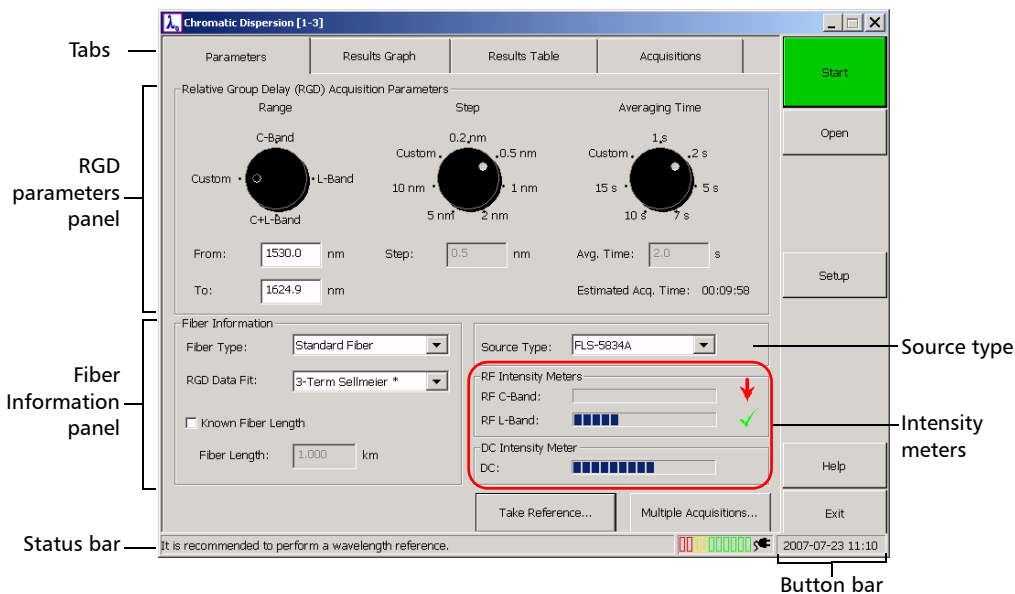 Chromatic Dispersion [1-3]
Tabs
Parameters
Results Graph
Results Table
Acquisitions
Start
Relative Group Delay (RGD) Acquisition Parameters
Range
Step
Averaging Time
C-Band
L-Band
C+L-Band
Custom
0.2 nm
0.5 nm
1 nm
2 nm
5 nm
10 nm
Custom
1 s
2 s
5 s
7 s
10 s
15 s
Custom
Open
RGD
parameters
panel
From: 1530.0 nm
Step: 0.5 nm
Avg. Time: 2.0 s
To: 1624.9 nm
Estimated Acq. Time: 00:09:58
Setup
Fiber Information
Fiber Type: Standard Fiber
RGD Data Fit: 3-Term Sellmeier *
Known Fiber Length
Fiber Length: 1.000 km
Fiber
Information
panel
Source Type: FLS-5834A
Source type
RF Intensity Meters
RF C-Band:
RF L-Band:
DC Intensity Meter
DC:
Intensity
meters
Help
Take Reference...
Multiple Acquisitions...
Exit
Status bar
It is recommended to perform a wavelength reference.
2007-07-23 11:10
Button bar